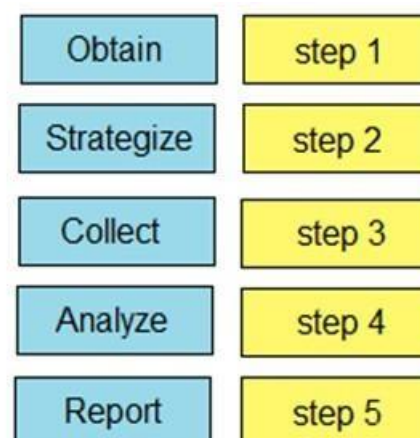 Obtain step 1
Strategize step 2
Collect step 3
Analyze step 4
Report step 5